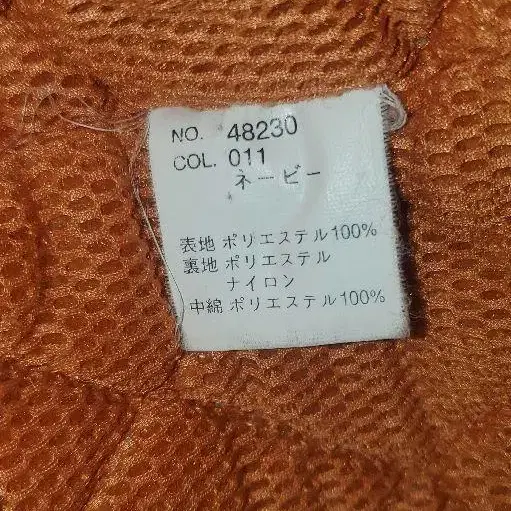 NO. 48230
COL. 011
ネービー
表地 ポリエステル100%
裏地 ポリエステル
ナイロン
中綿 ポリエステル100%